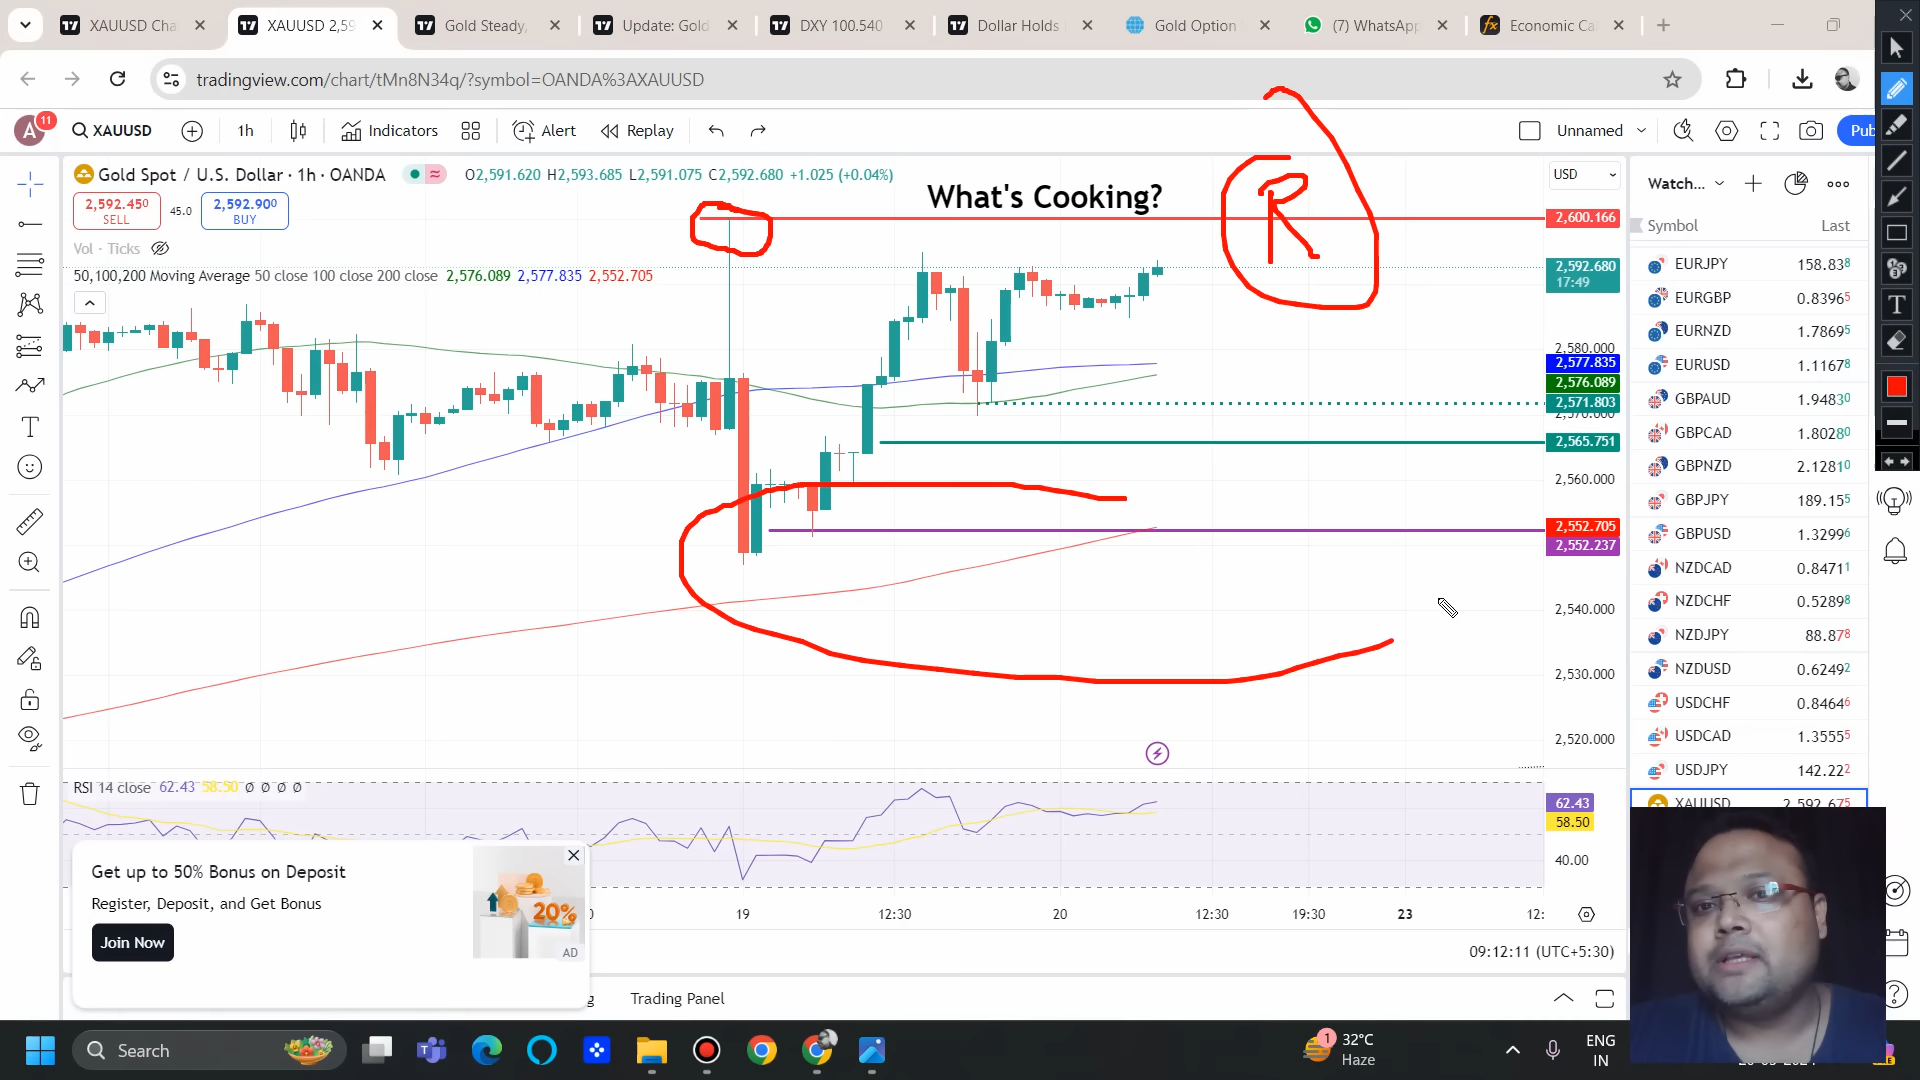 XAUUSD Cha
XAUUSD 2,59
Gold Steady,
Update: Gold
DXY 100.540
Dollar Holds
Gold Option
(7) WhatsApp
Economic Ca
tradingview.com/chart/tMn8N34q/?symbol=OANDA%3AXAUUSD
A 11 XAUUSD 1h Indicators Alert Replay Unnamed Pub
Gold Spot / U.S. Dollar · 1h · OANDA O2,591.620 H2,593.685 L2,591.075 C2,592.680 +1.025 (+0.04%)
2,592.450 SELL 45.0 2,592.900 BUY
Vol · Ticks
50,100,200 Moving Average 50 close 100 close 200 close 2,576.089 2,577.835 2,552.705
What's Cooking?
R
USD
2,600.166
2,592.680
17:49
2,580.000
2,577.835
2,576.089
2,571.803
2,570.000
2,565.751
2,560.000
2,552.705
2,552.237
2,540.000
2,530.000
2,520.000
Watch...
Symbol Last
EURJPY 158.838
EURGBP 0.83965
EURNZD 1.78695
EURUSD 1.11678
GBPAUD 1.94830
GBPCAD 1.80280
GBPNZD 2.12810
GBPJPY 189.155
GBPUSD 1.32996
NZDCAD 0.84711
NZDCHF 0.52898
NZDJPY 88.878
NZDUSD 0.62492
USDCHF 0.84646
USDCAD 1.35555
USDJPY 142.222
XAUUSD 2,592.675
RSI 14 close 62.43 58.50 Ø Ø Ø Ø
62.43
58.50
40.00
Get up to 50% Bonus on Deposit
Register, Deposit, and Get Bonus
Join Now
20%
AD
19 12:30 20 12:30 19:30 23 12:
09:12:11 (UTC+5:30)
Trading Panel
Search
1 32°C
Haze
ENG
IN